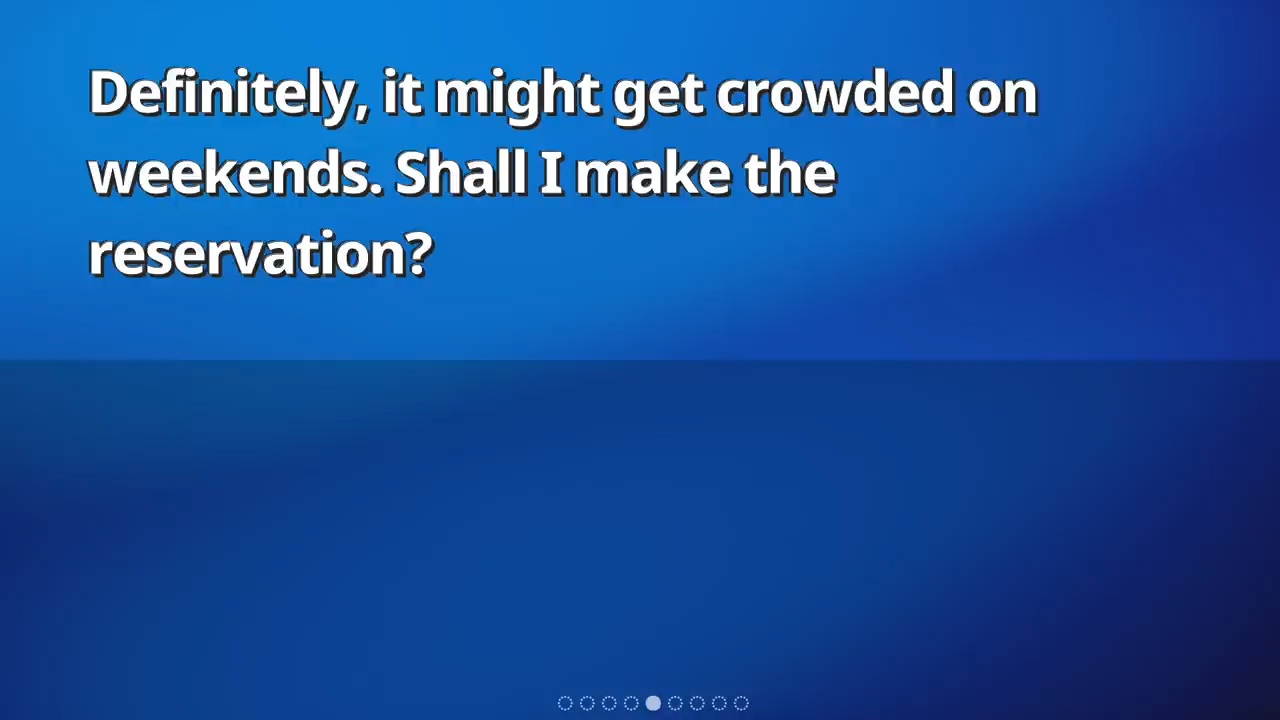 Definitely, it might get crowded on
weekends. Shall I make the
reservation?